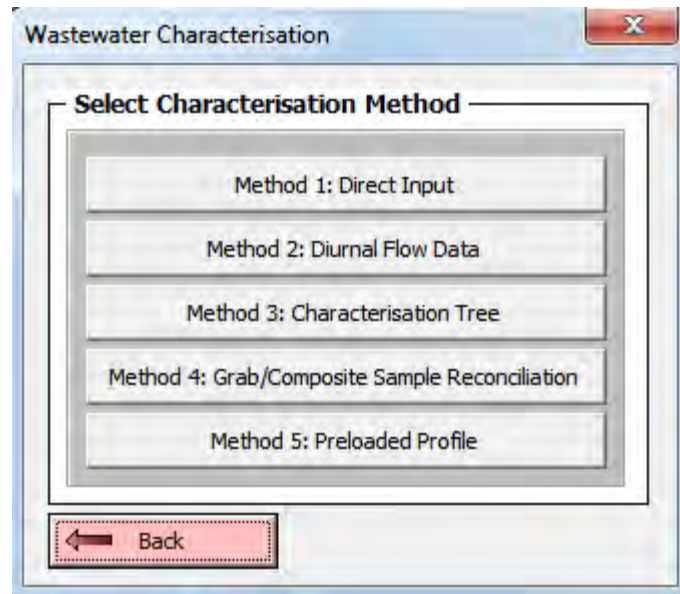 Wastewater Characterisation
Select Characterisation Method
Method 1: Direct Input
Method 2: Diurnal Flow Data
Method 3: Characterisation Tree
Method 4: Grab/Composite Sample Reconciliation
Method 5: Preloaded Profile
Back